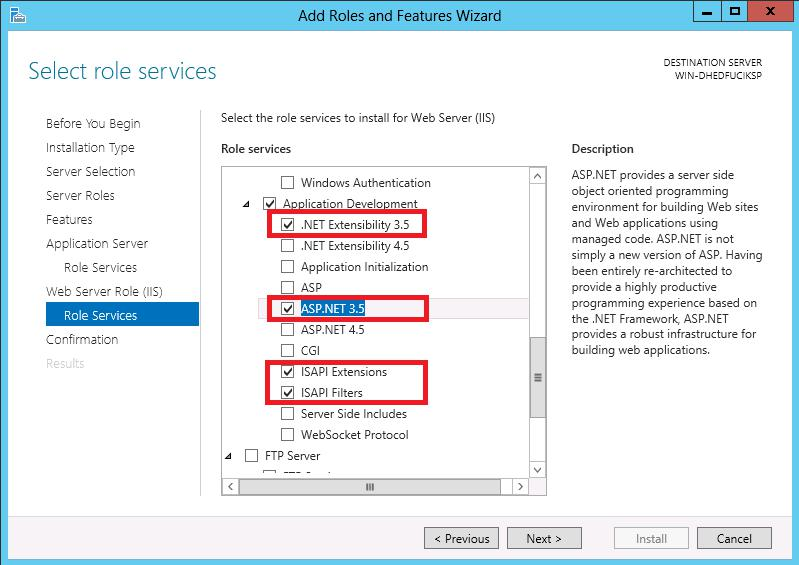 Add Roles and Features Wizard
Select role services
DESTINATION SERVER
WIN-DHEDFUCIKSP
Before You Begin
Installation Type
Server Selection
Server Roles
Features
Application Server
Role Services
Web Server Role (IIS)
Role Services
Confirmation
Results
Select the role services to install for Web Server (IIS)
Role services
Windows Authentication
Application Development
.NET Extensibility 3.5
.NET Extensibility 4.5
Application Initialization
ASP
ASP.NET 3.5
ASP.NET 4.5
CGI
ISAPI Extensions
ISAPI Filters
Server Side Includes
WebSocket Protocol
FTP Server
Description
ASP.NET provides a server side
object oriented programming
environment for building Web sites
and Web applications using
managed code. ASP.NET is not
simply a new version of ASP. Having
been entirely re-architected to
provide a highly productive
programming experience based on
the .NET Framework, ASP.NET
provides a robust infrastructure for
building web applications.
< Previous
Next >
Install
Cancel